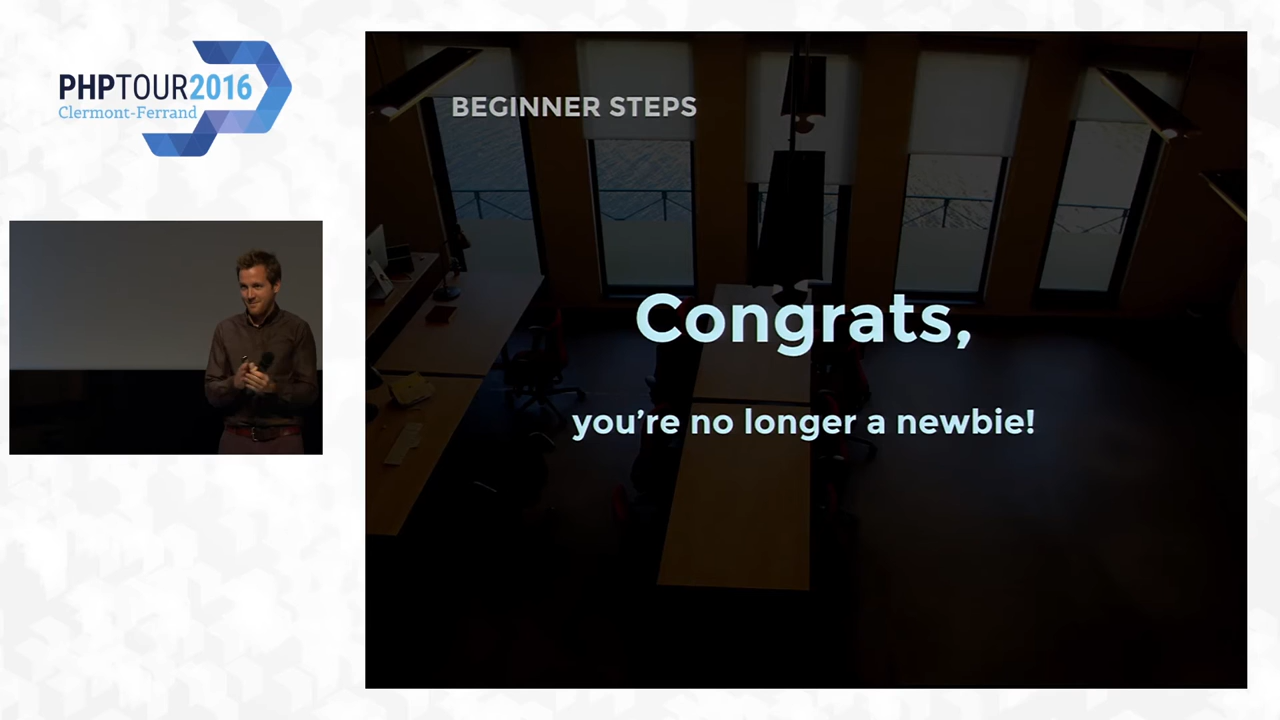 PHPTOUR2016
Clermont-Ferrand
BEGINNER STEPS
Congrats,
you're no longer a newbie!